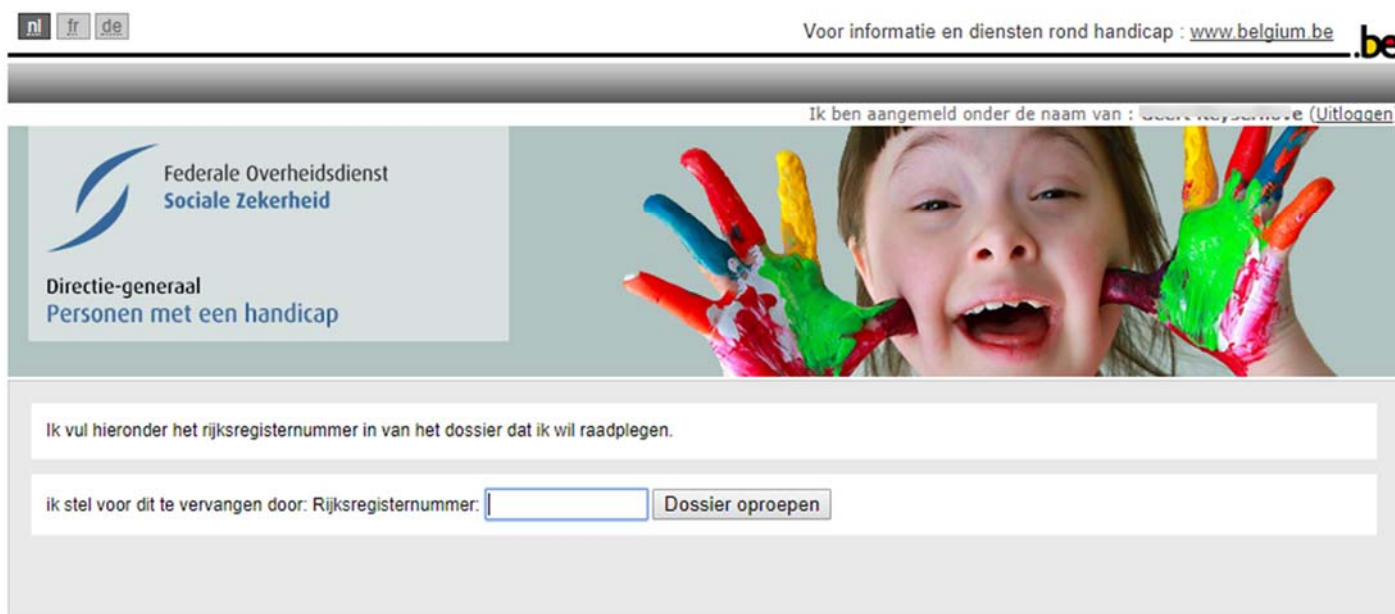 nl fr de
Voor informatie en diensten rond handicap : www.belgium.be
.be
Ik ben aangemeld onder de naam van : (Uitloggen
Federale Overheidsdienst
Sociale Zekerheid
Directie-generaal
Personen met een handicap
Ik vul hieronder het rijksregisternummer in van het dossier dat ik wil raadplegen.
ik stel voor dit te vervangen door: Rijksregisternummer: Dossier oproepen